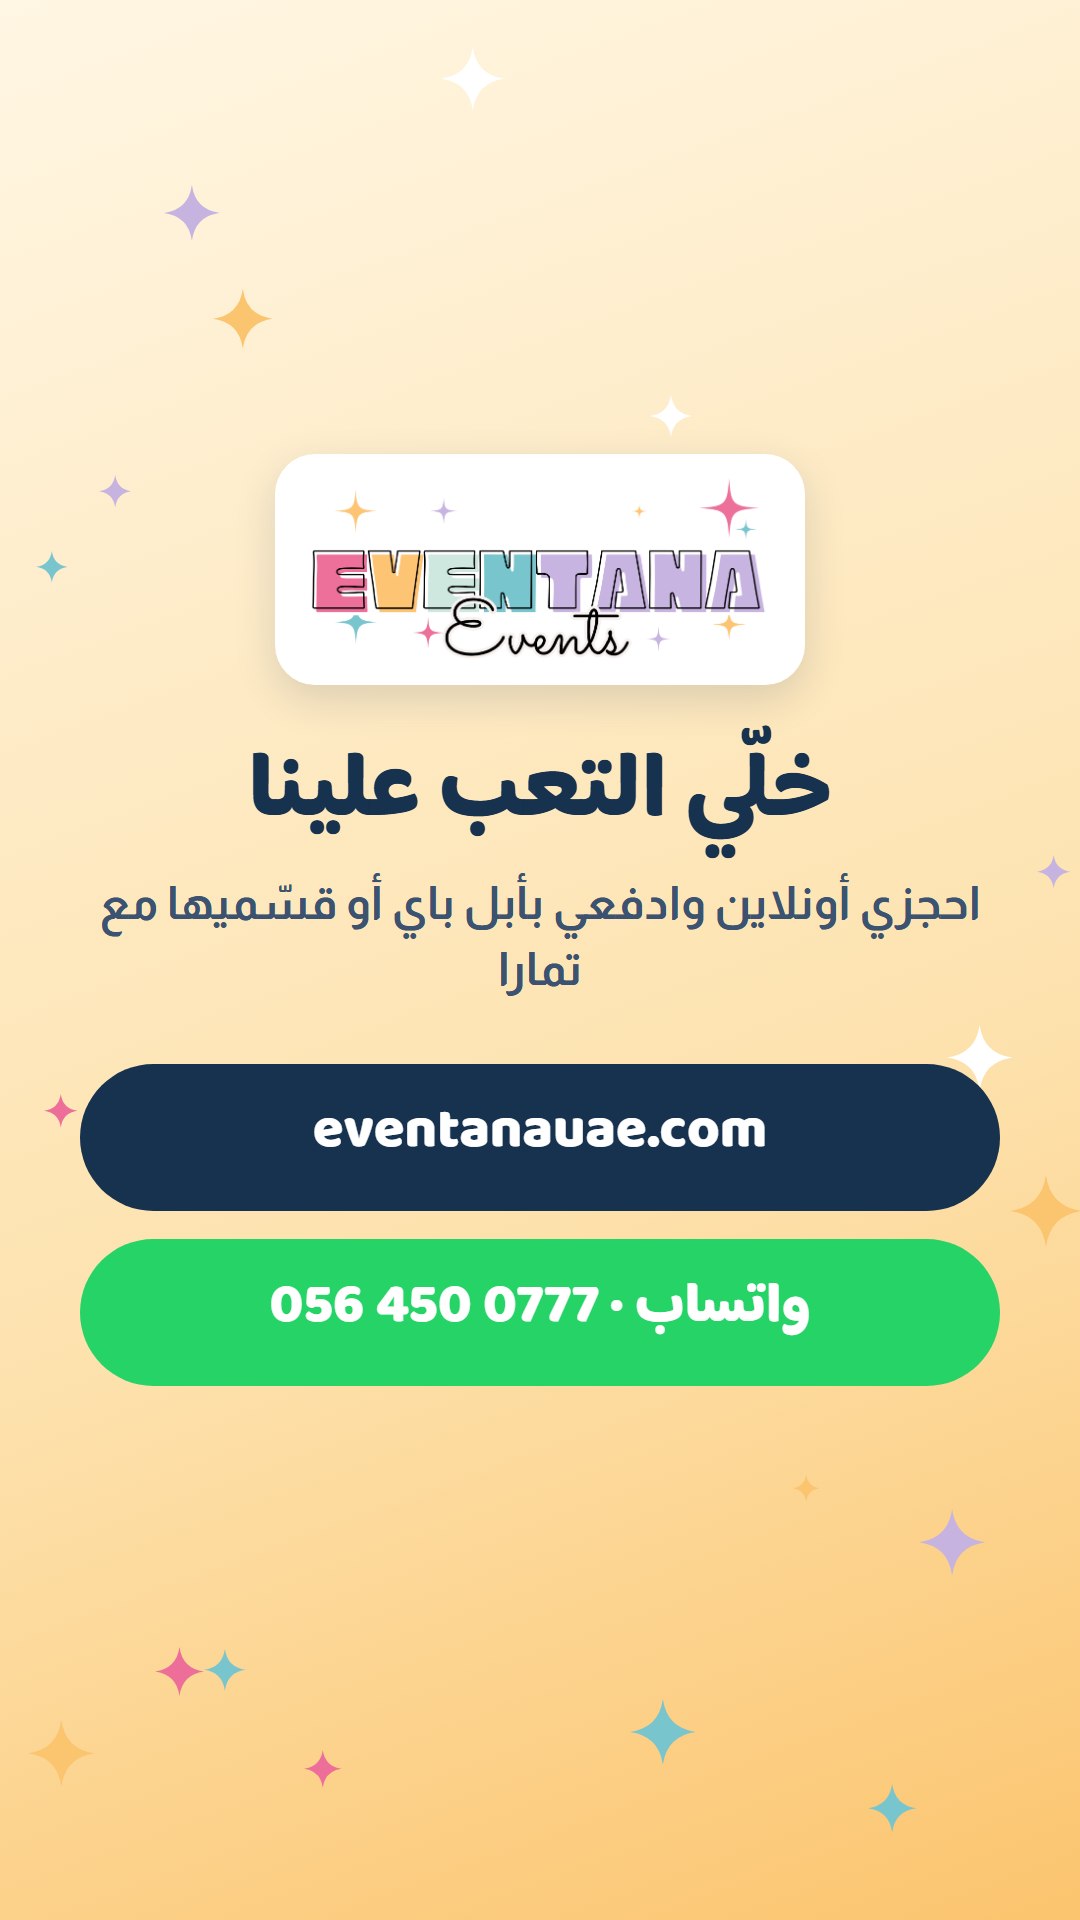 EVENTANA
Events
خلّي التعب علينا
احجزي أونلاين وادفعي بأبل باي أو قسّميها مع
تمارا
eventanauae.com
واتساب · 0777 450 056